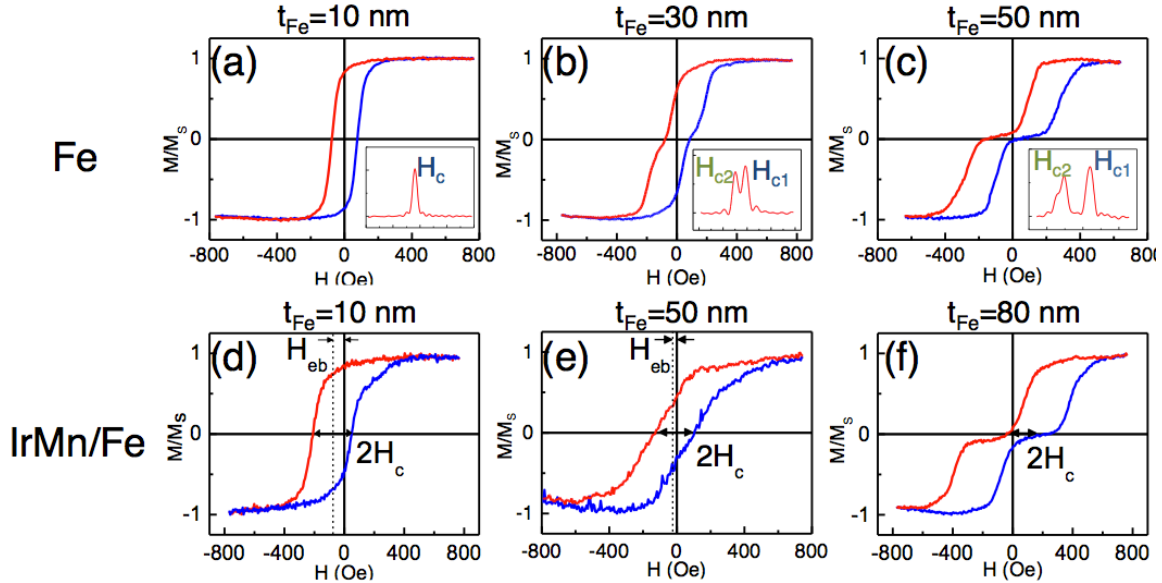 t_Fe=10 nm t_Fe=30 nm t_Fe=50 nm
Fe
(a)
M/M_S
1
0
-1
-800 -400 0 400 800
H (Oe)
H_c
(b)
M/M_S
1
0
-1
-800 -400 0 400 800
H (Oe)
H_c2 H_c1
(c)
M/M_S
1
0
-1
-800 -400 0 400 800
H (Oe)
H_c2 H_c1
t_Fe=10 nm t_Fe=50 nm t_Fe=80 nm
IrMn/Fe
(d)
M/M_S
1
0
-1
-800 -400 0 400 800
H (Oe)
H_eb
2H_c
(e)
M/M_S
1
0
-1
-800 -400 0 400 800
H (Oe)
H_eb
2H_c
(f)
M/M_S
1
0
-1
-800 -400 0 400 800
H (Oe)
2H_c